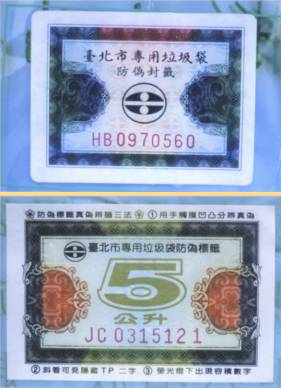 臺北市專用垃圾袋
防偽封籤
HB0970560
防偽標籤真偽辨識三法 ①用手觸摸凹凸分辨真偽
臺北市專用垃圾袋防偽標籤
5
公升
JC 0315121
②斜看可見隱藏TP二字 ③螢光燈下出現容積數字